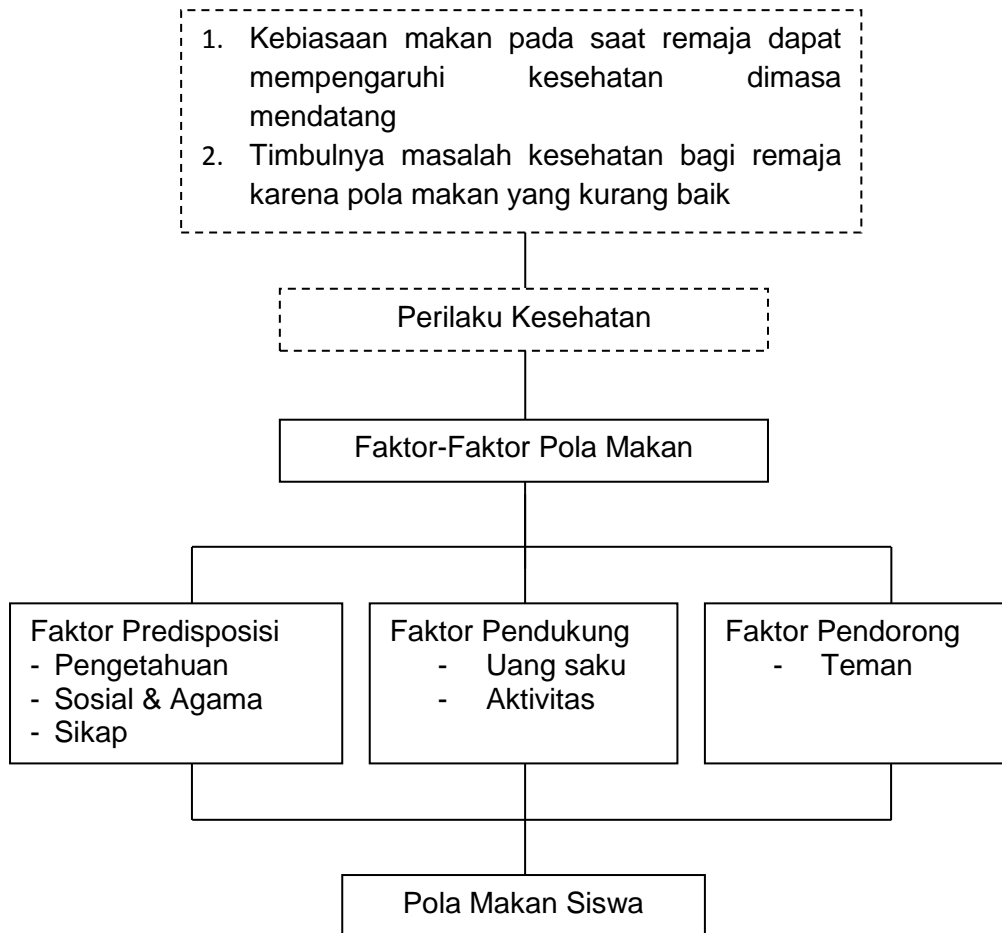 1. Kebiasaan makan pada saat remaja dapat
mempengaruhi kesehatan dimasa
mendatang
2. Timbulnya masalah kesehatan bagi remaja
karena pola makan yang kurang baik
Perilaku Kesehatan
Faktor-Faktor Pola Makan
Faktor Predisposisi
- Pengetahuan
- Sosial & Agama
- Sikap
Faktor Pendukung
- Uang saku
- Aktivitas
Faktor Pendorong
- Teman
Pola Makan Siswa